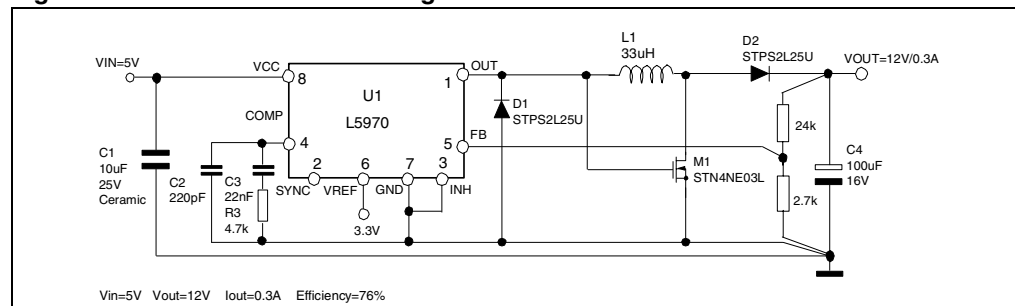 VIN=5V
VCC
8
COMP
4
U1
L5970
1
OUT
5
FB
2
6
7
3
SYNC
VREF
GND
INH
3.3V
C1
10uF
25V
Ceramic
C2
220pF
C3
22nF
R3
4.7k
D1
STPS2L25U
L1
33uH
D2
STPS2L25U
VOUT=12V/0.3A
24k
2.7k
M1
STN4NE03L
C4
100uF
16V
Vin=5V Vout=12V Iout=0.3A Efficiency=76%